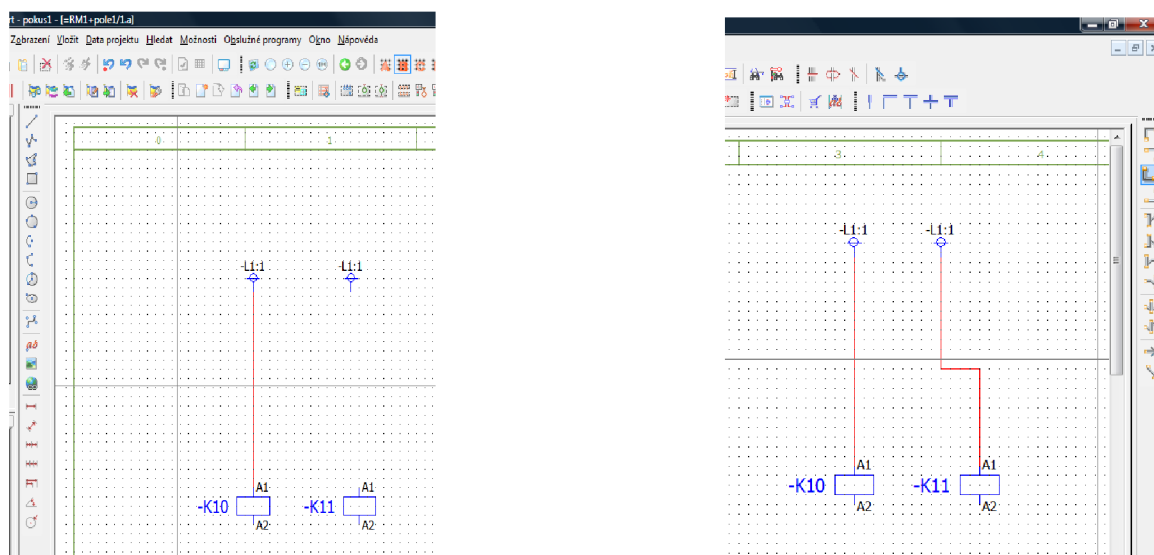 rt - pokus1 - [=RM1+pole1/1.a]
Zobrazení Vložit Data projektu Hledat Možnosti Obslužné programy Okno Nápověda
0 1
-L1:1 -L1:1
A1 A1
-K10 -K11
A2 A2
3 4
-L1:1 -L1:1
A1 A1
-K10 -K11
A2 A2